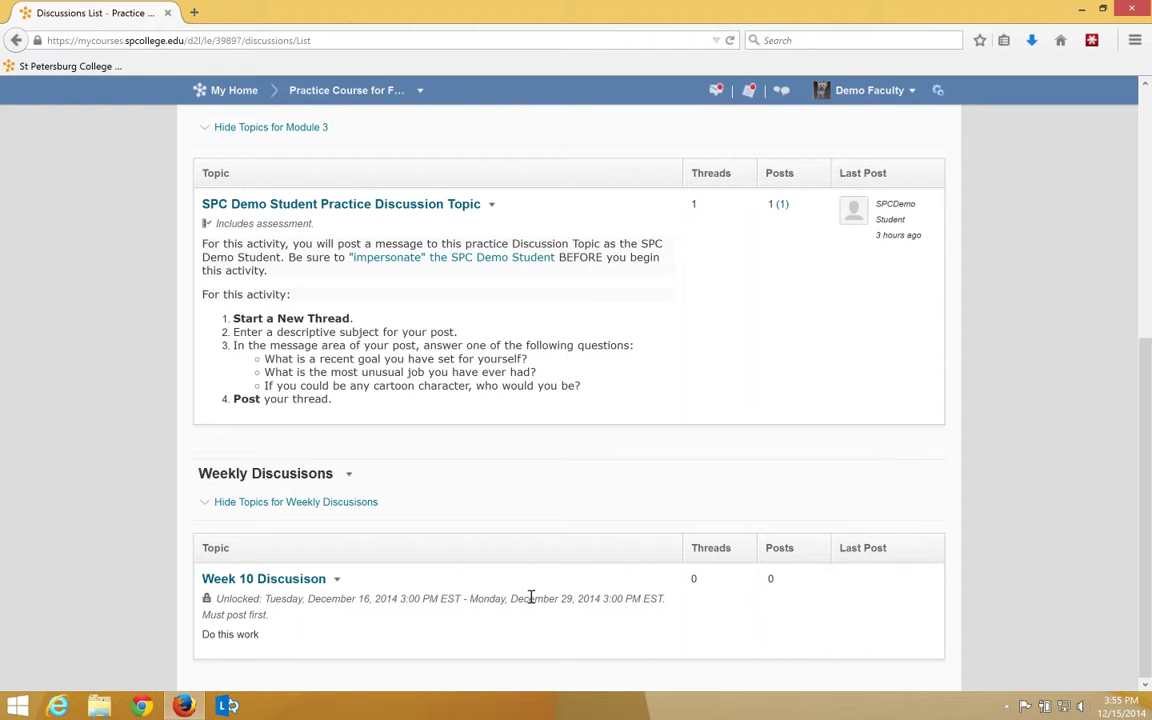 Discussions List - Practice ...
https://mycourses.spcollege.edu/d2l/le/39897/discussions/List
Search
St Petersburg College ...
My Home
Practice Course for F...
Demo Faculty
Hide Topics for Module 3
Topic Threads Posts Last Post
SPC Demo Student Practice Discussion Topic 1 1 (1) SPCDemo
Student
3 hours ago
Includes assessment.
For this activity, you will post a message to this practice Discussion Topic as the SPC
Demo Student. Be sure to "impersonate" the SPC Demo Student BEFORE you begin
this activity.
For this activity:
1. Start a New Thread.
2. Enter a descriptive subject for your post.
3. In the message area of your post, answer one of the following questions:
○ What is a recent goal you have set for yourself?
○ What is the most unusual job you have ever had?
○ If you could be any cartoon character, who would you be?
4. Post your thread.
Weekly Discusisons
Hide Topics for Weekly Discusisons
Topic Threads Posts Last Post
Week 10 Discusison 0 0
Unlocked: Tuesday, December 16, 2014 3:00 PM EST - Monday, December 29, 2014 3:00 PM EST.
Must post first.
Do this work
3:55 PM
12/15/2014